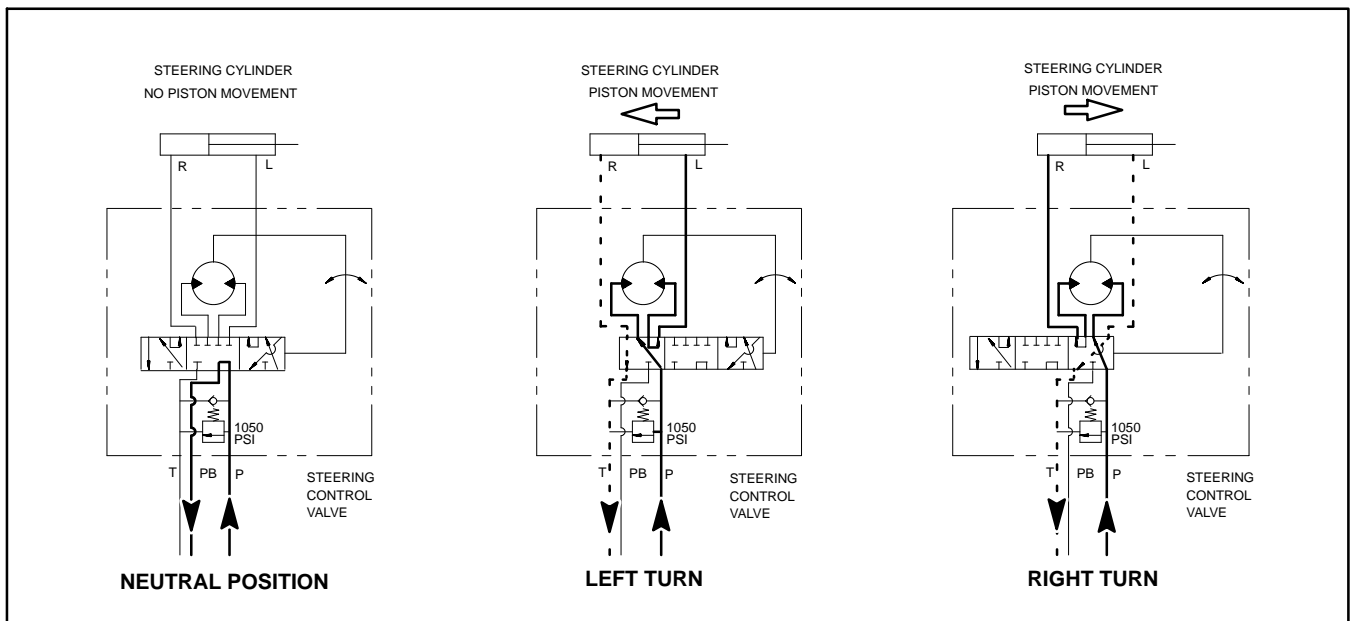 STEERING CYLINDER
NO PISTON MOVEMENT
R
L
1050
PSI
T
PB
P
STEERING
CONTROL
VALVE
NEUTRAL POSITION
STEERING CYLINDER
PISTON MOVEMENT
R
L
1050
PSI
T
PB
P
STEERING
CONTROL
VALVE
LEFT TURN
STEERING CYLINDER
PISTON MOVEMENT
R
L
1050
PSI
T
PB
P
STEERING
CONTROL
VALVE
RIGHT TURN